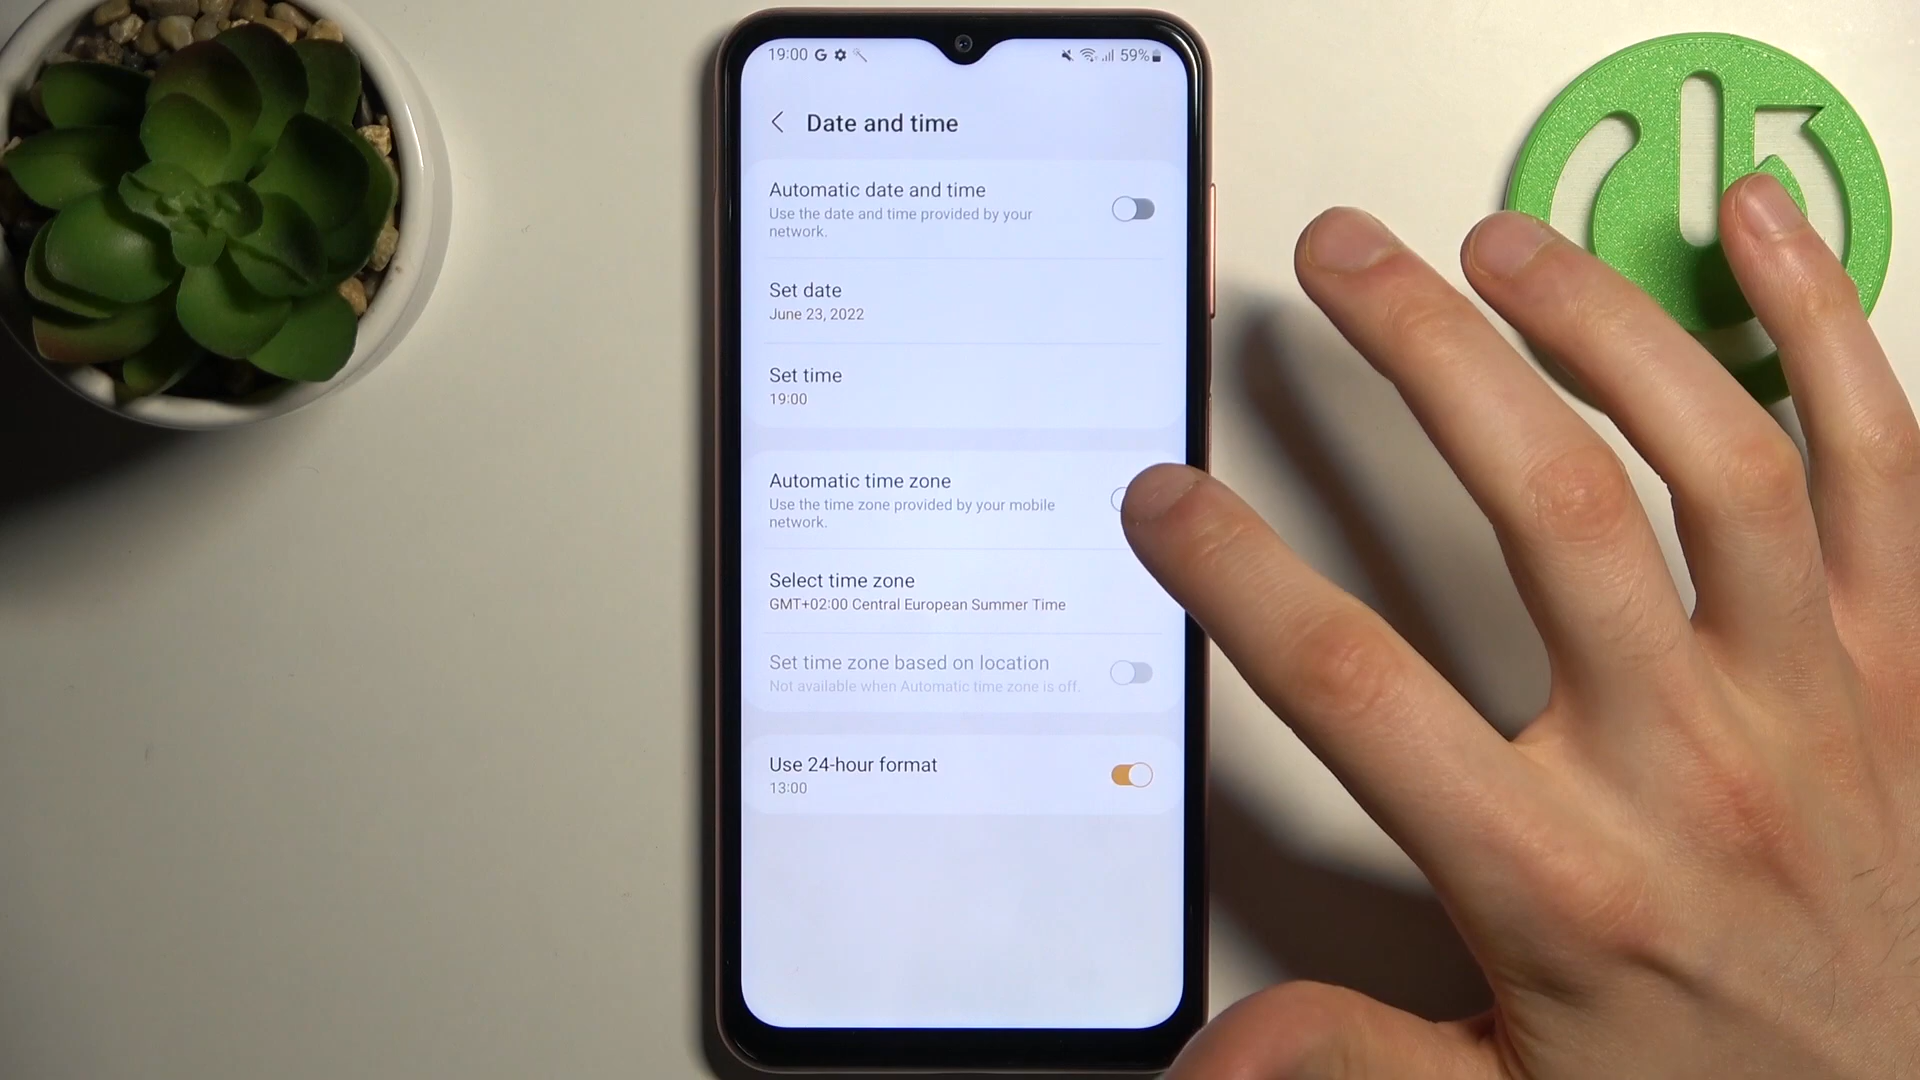 19:00 59%
Date and time
Automatic date and time
Use the date and time provided by your
network.
Set date
June 23, 2022
Set time
19:00
Automatic time zone
Use the time zone provided by your mobile
network.
Select time zone
GMT+02:00 Central European Summer Time
Set time zone based on location
Not available when Automatic time zone is off.
Use 24-hour format
13:00